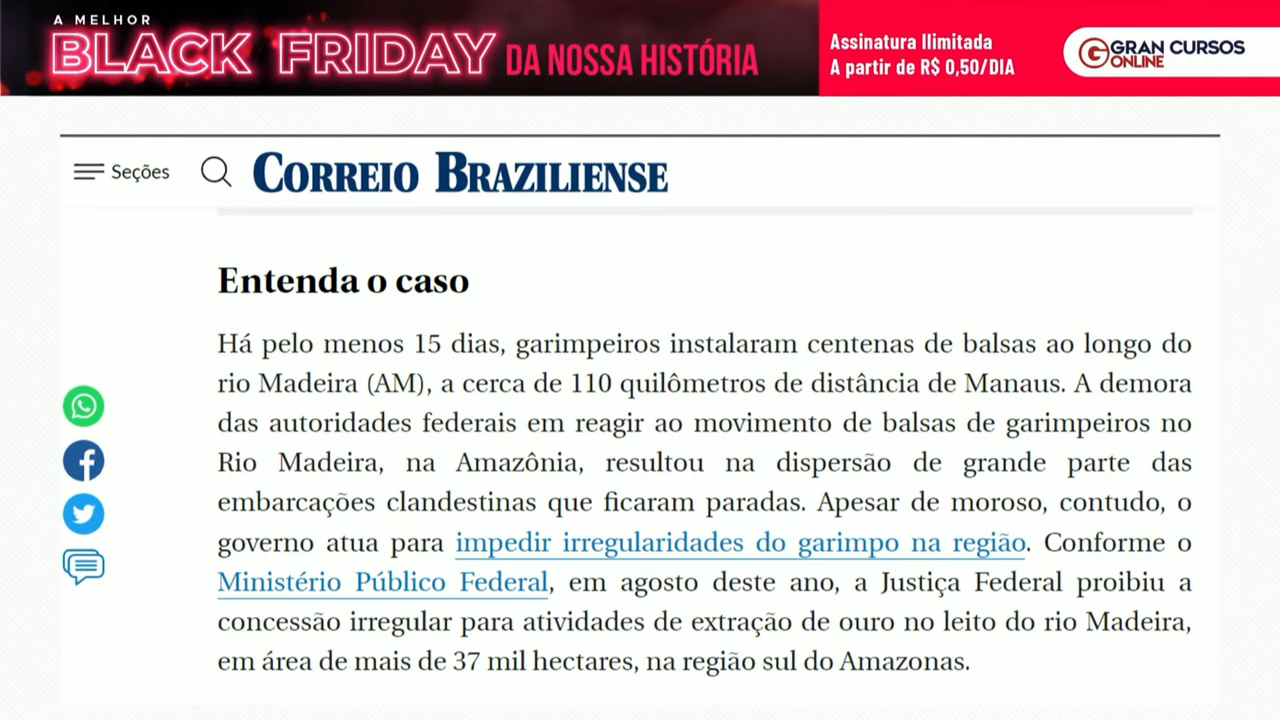 A MELHOR
BLACK FRIDAY DA NOSSA HISTÓRIA
Assinatura Ilimitada
A partir de R$ 0,50/DIA
GRAN CURSOS
ONLINE
Seções
CORREIO BRAZILIENSE
Entenda o caso
Há pelo menos 15 dias, garimpeiros instalaram centenas de balsas ao longo do
rio Madeira (AM), a cerca de 110 quilômetros de distância de Manaus. A demora
das autoridades federais em reagir ao movimento de balsas de garimpeiros no
Rio Madeira, na Amazônia, resultou na dispersão de grande parte das
embarcações clandestinas que ficaram paradas. Apesar de moroso, contudo, o
governo atua para impedir irregularidades do garimpo na região. Conforme o
Ministério Público Federal, em agosto deste ano, a Justiça Federal proibiu a
concessão irregular para atividades de extração de ouro no leito do rio Madeira,
em área de mais de 37 mil hectares, na região sul do Amazonas.